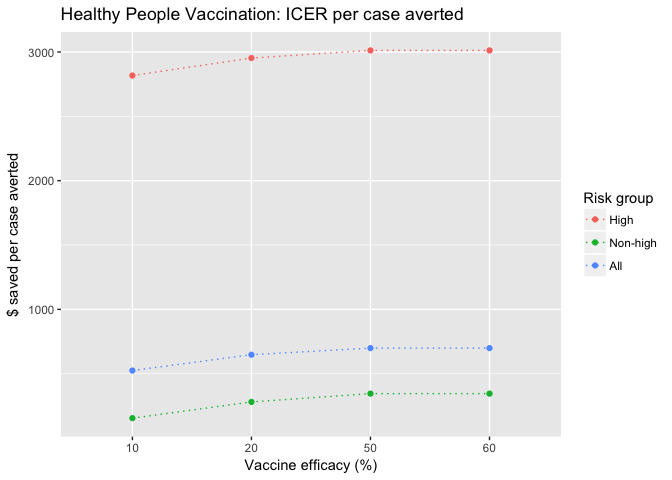 Healthy People Vaccination: ICER per case averted
$ saved per case averted
3000
2000
1000
10
20
50
60
Vaccine efficacy (%)
Risk group
High
Non-high
All